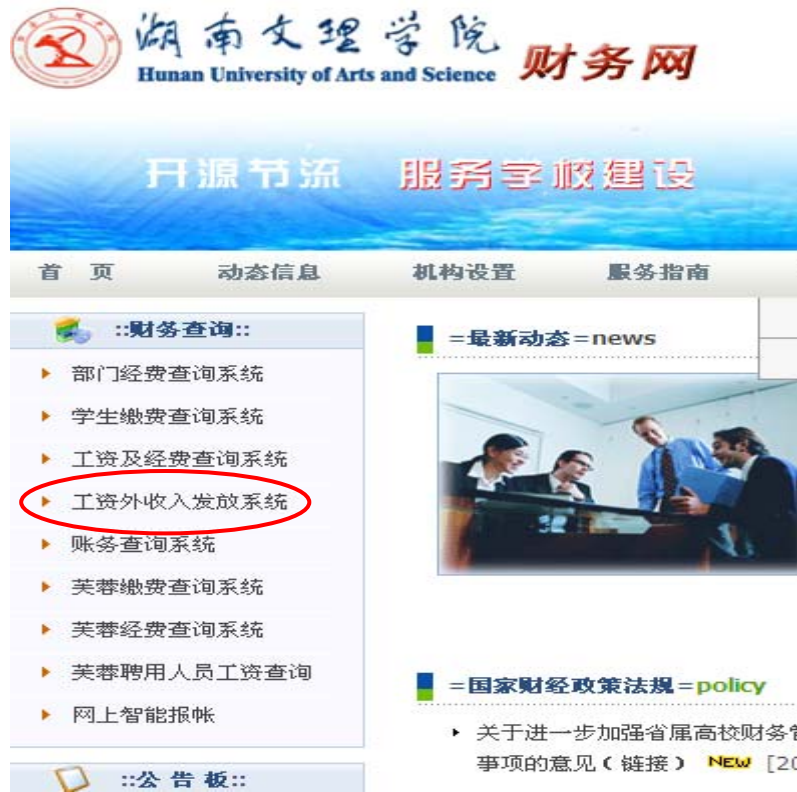 湖南文理学院 财务网
Hunan University of Arts and Science
开源节流 服务学校建设
首 页 动态信息 机构设置 服务指南
::财务查询::
部门经费查询系统
学生缴费查询系统
工资及经费查询系统
工资外收入发放系统
账务查询系统
芙蓉缴费查询系统
芙蓉经费查询系统
芙蓉聘用人员工资查询
网上智能报帐
::公 告 板::
=最新动态=news
=国家财经政策法规=policy
关于进一步加强省属高校财务
事项的意见(链接) NEW [20